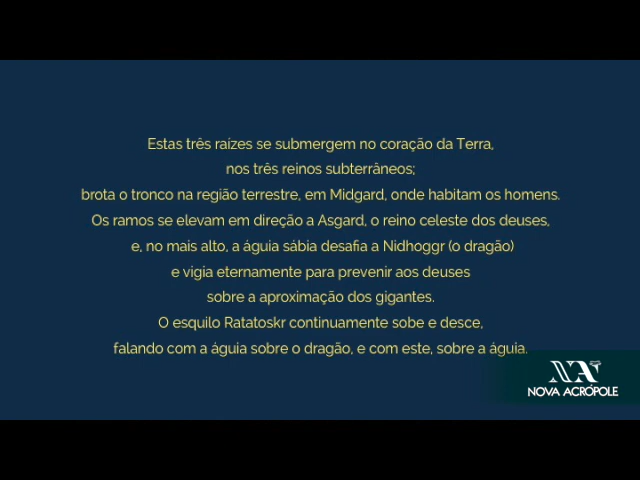 Estas três raízes se submergem no coração da Terra,
nos três reinos subterrâneos;
brota o tronco na região terrestre, em Midgard, onde habitam os homens.
Os ramos se elevam em direção a Asgard, o reino celeste dos deuses,
e, no mais alto, a águia sábia desafia a Nidhoggr (o dragão)
e vigia eternamente para prevenir aos deuses
sobre a aproximação dos gigantes.
O esquilo Ratatoskr continuamente sobe e desce,
falando com a águia sobre o dragão, e com este, sobre a águia.
NA
NOVA ACRÓPOLE